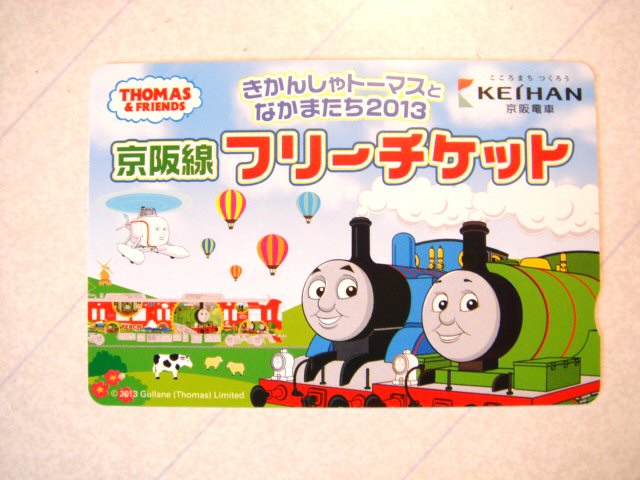 THOMAS
& FRIENDS
きかんしゃトーマスと
なかまたち2013
こころまち つくろう
KEIHAN
京阪電車
京阪線 フリーチケット
© 2013 Gullane (Thomas) Limited.